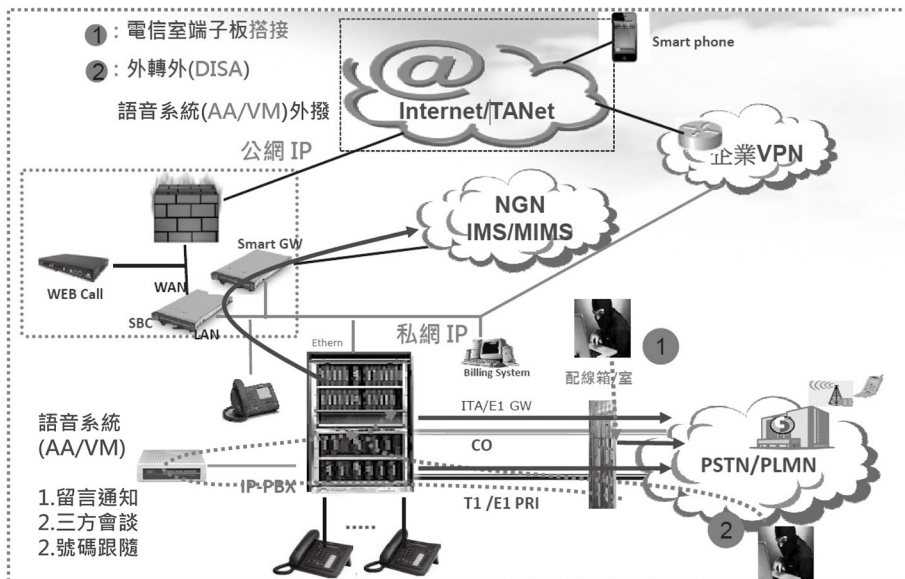 1：電信室端子板搭接
2：外轉外(DISA)
語音系統(AA/VM)外撥
Smart phone
Internet/TANet
公網 IP
企業VPN
NGN
IMS/MIMS
Smart GW
WEB Call
WAN
SBC
LAN
私網 IP
Ethern
Billing System
1
配線箱/室
語音系統
(AA/VM)
ITA/E1 GW
CO
PSTN/PLMN
IP-PBX
T1 /E1 PRI
1.留言通知
2.三方會談
2.號碼跟隨
2